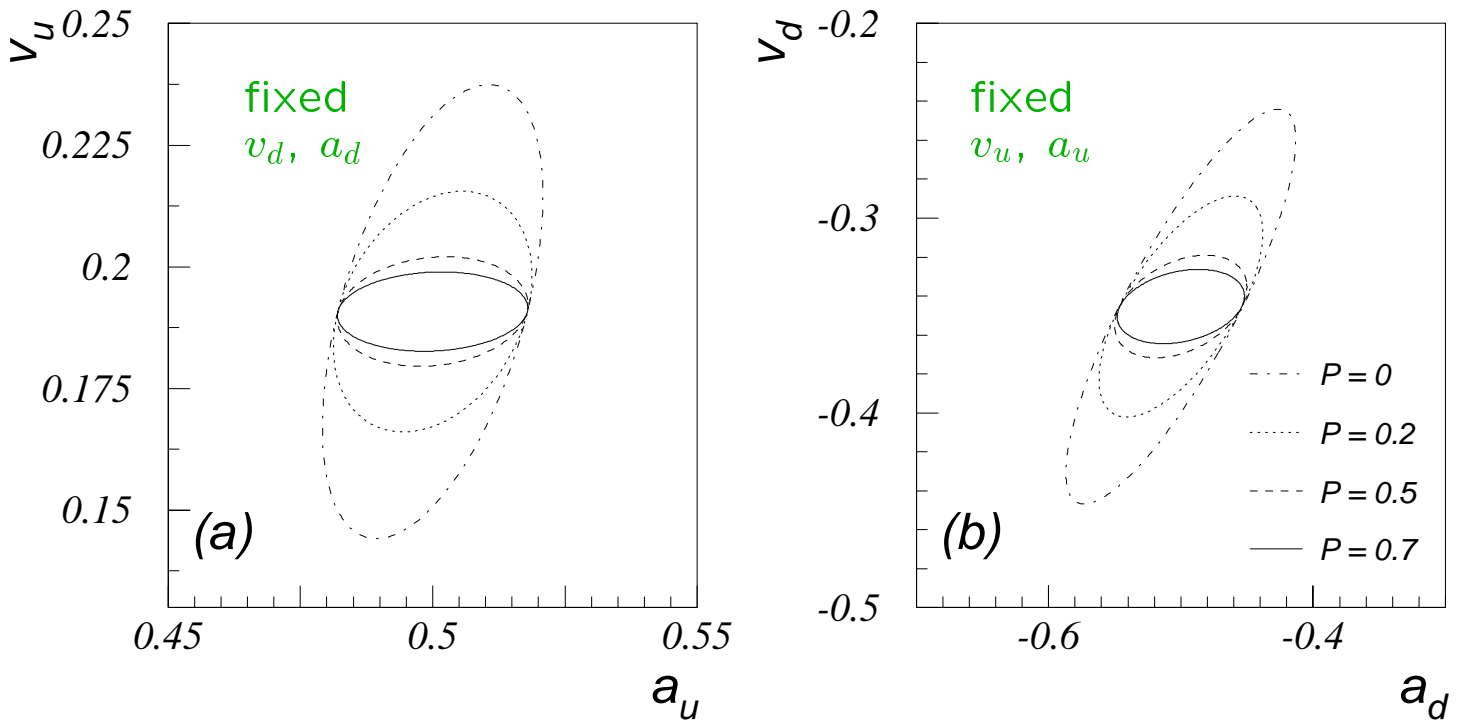 v_u
0.25
0.225
0.2
0.175
0.15
fixed
v_d, a_d
(a)
0.45 0.5 0.55
a_u
v_d
-0.2
-0.3
-0.4
-0.5
fixed
v_u, a_u
P = 0
P = 0.2
P = 0.5
P = 0.7
(b)
-0.6 -0.4
a_d